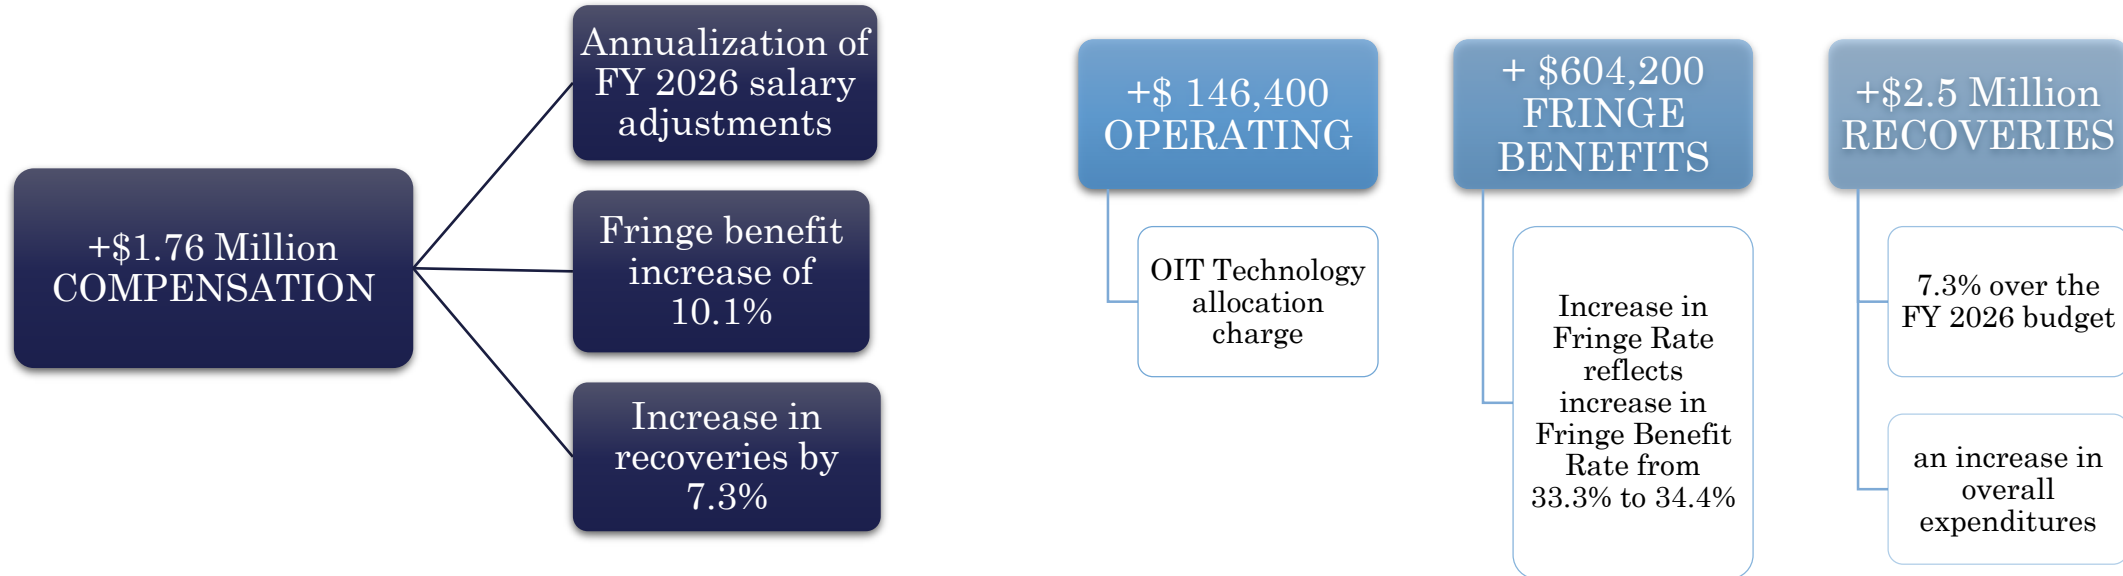 +$1.76 Million
COMPENSATION
Annualization of
FY 2026 salary
adjustments
Fringe benefit
increase of
10.1%
Increase in
recoveries by
7.3%
+$ 146,400
OPERATING
OIT Technology
allocation
charge
+ $604,200
FRINGE
BENEFITS
Increase in
Fringe Rate
reflects
increase in
Fringe Benefit
Rate from
33.3% to 34.4%
+$2.5 Million
RECOVERIES
7.3% over the
FY 2026 budget
an increase in
overall
expenditures